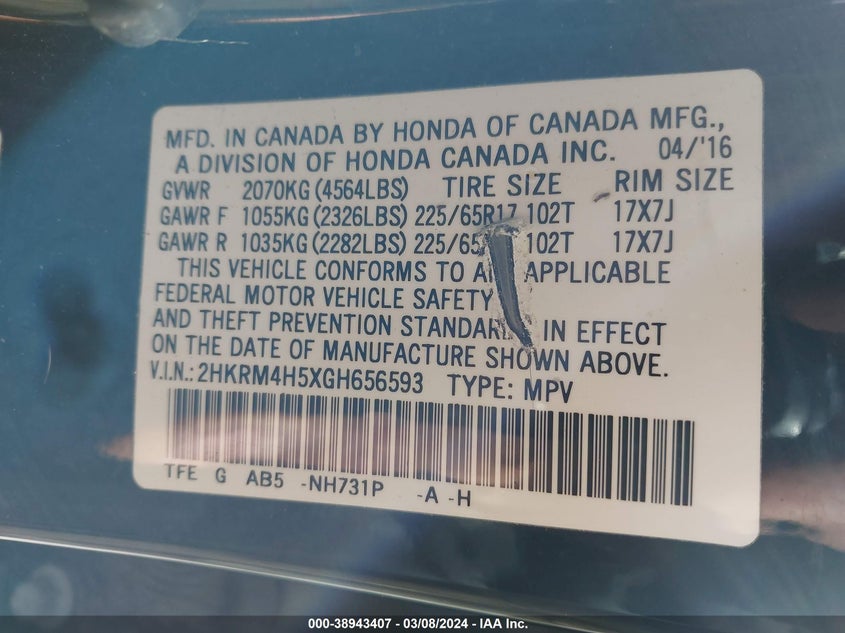 MFD. IN CANADA BY HONDA OF CANADA MFG.,
A DIVISION OF HONDA CANADA INC. 04/'16
GVWR 2070KG (4564LBS) TIRE SIZE RIM SIZE
GAWR F 1055KG (2326LBS) 225/65R17 102T 17X7J
GAWR R 1035KG (2282LBS) 225/65 102T 17X7J
THIS VEHICLE CONFORMS TO APPLICABLE
FEDERAL MOTOR VEHICLE SAFETY
AND THEFT PREVENTION STANDAR IN EFFECT
ON THE DATE OF MANUFACTURE SHOWN ABOVE.
V.I.N.: 2HKRM4H5XGH656593 TYPE: MPV
TFE G AB5 -NH731P -A -H
000-38943407 - 03/08/2024 - IAA Inc.